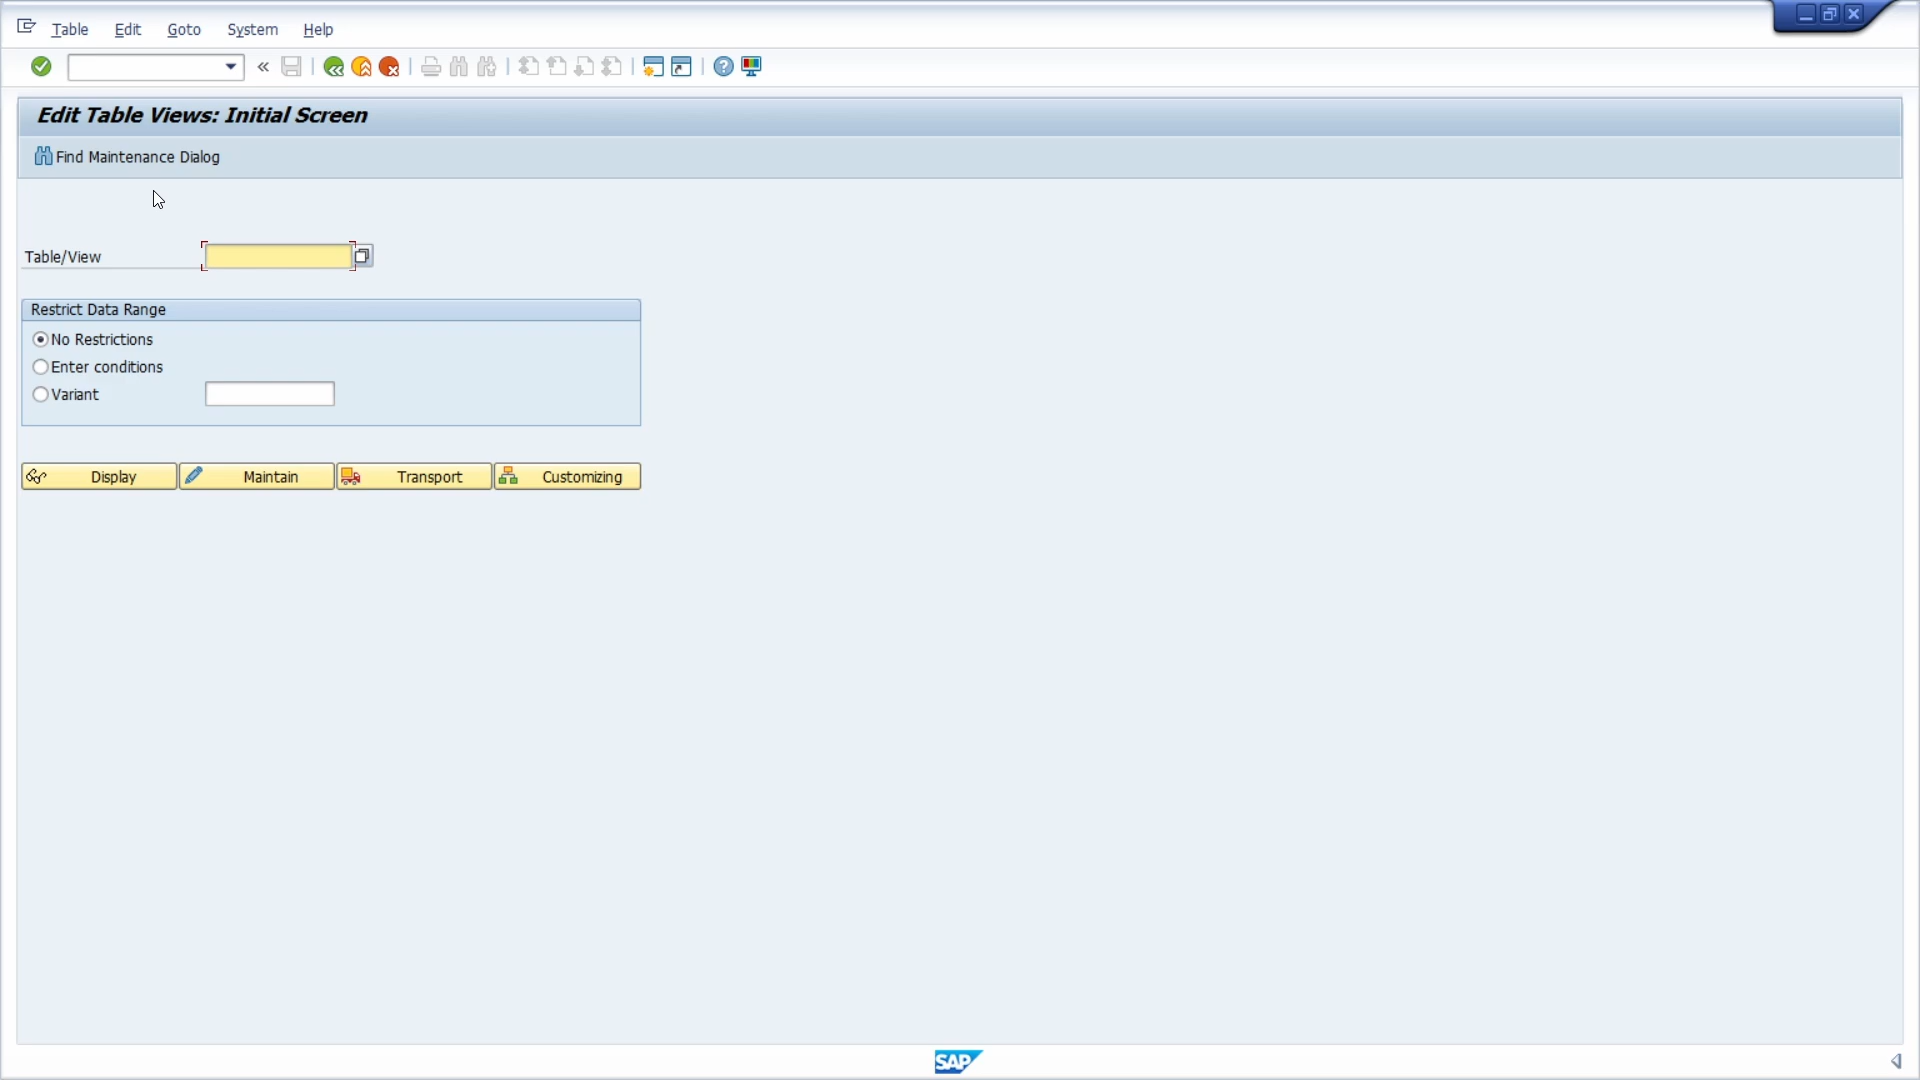 Table Edit Goto System Help
Edit Table Views: Initial Screen
Find Maintenance Dialog
Table/View
Restrict Data Range
No Restrictions
Enter conditions
Variant
Display Maintain Transport Customizing
SAP